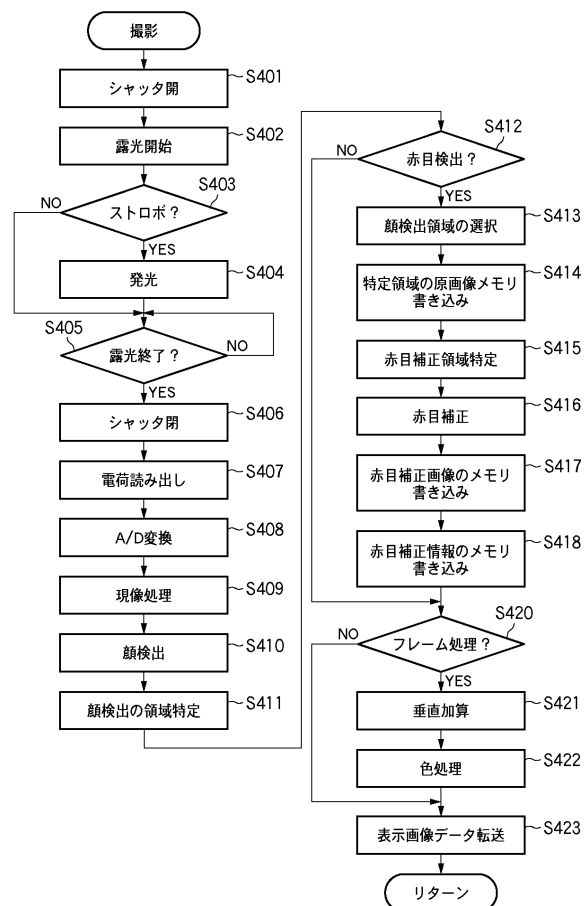 撮影
シャッタ開
S401
露光開始
S402
S403
NO
ストロボ？
YES
発光
S404
S405
露光終了？
NO
YES
シャッタ閉
S406
電荷読み出し
S407
A/D変換
S408
現像処理
S409
顔検出
S410
顔検出の領域特定
S411
S412
NO
赤目検出？
YES
顔検出領域の選択
S413
特定領域の原画像メモリ
書き込み
S414
赤目補正領域特定
S415
赤目補正
S416
赤目補正画像のメモリ
書き込み
S417
赤目補正情報のメモリ
書き込み
S418
S420
NO
フレーム処理？
YES
垂直加算
S421
色処理
S422
表示画像データ転送
S423
リターン